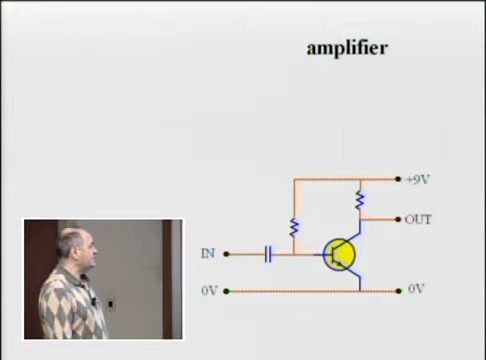 amplifier
+9V
OUT
IN
0V
0V